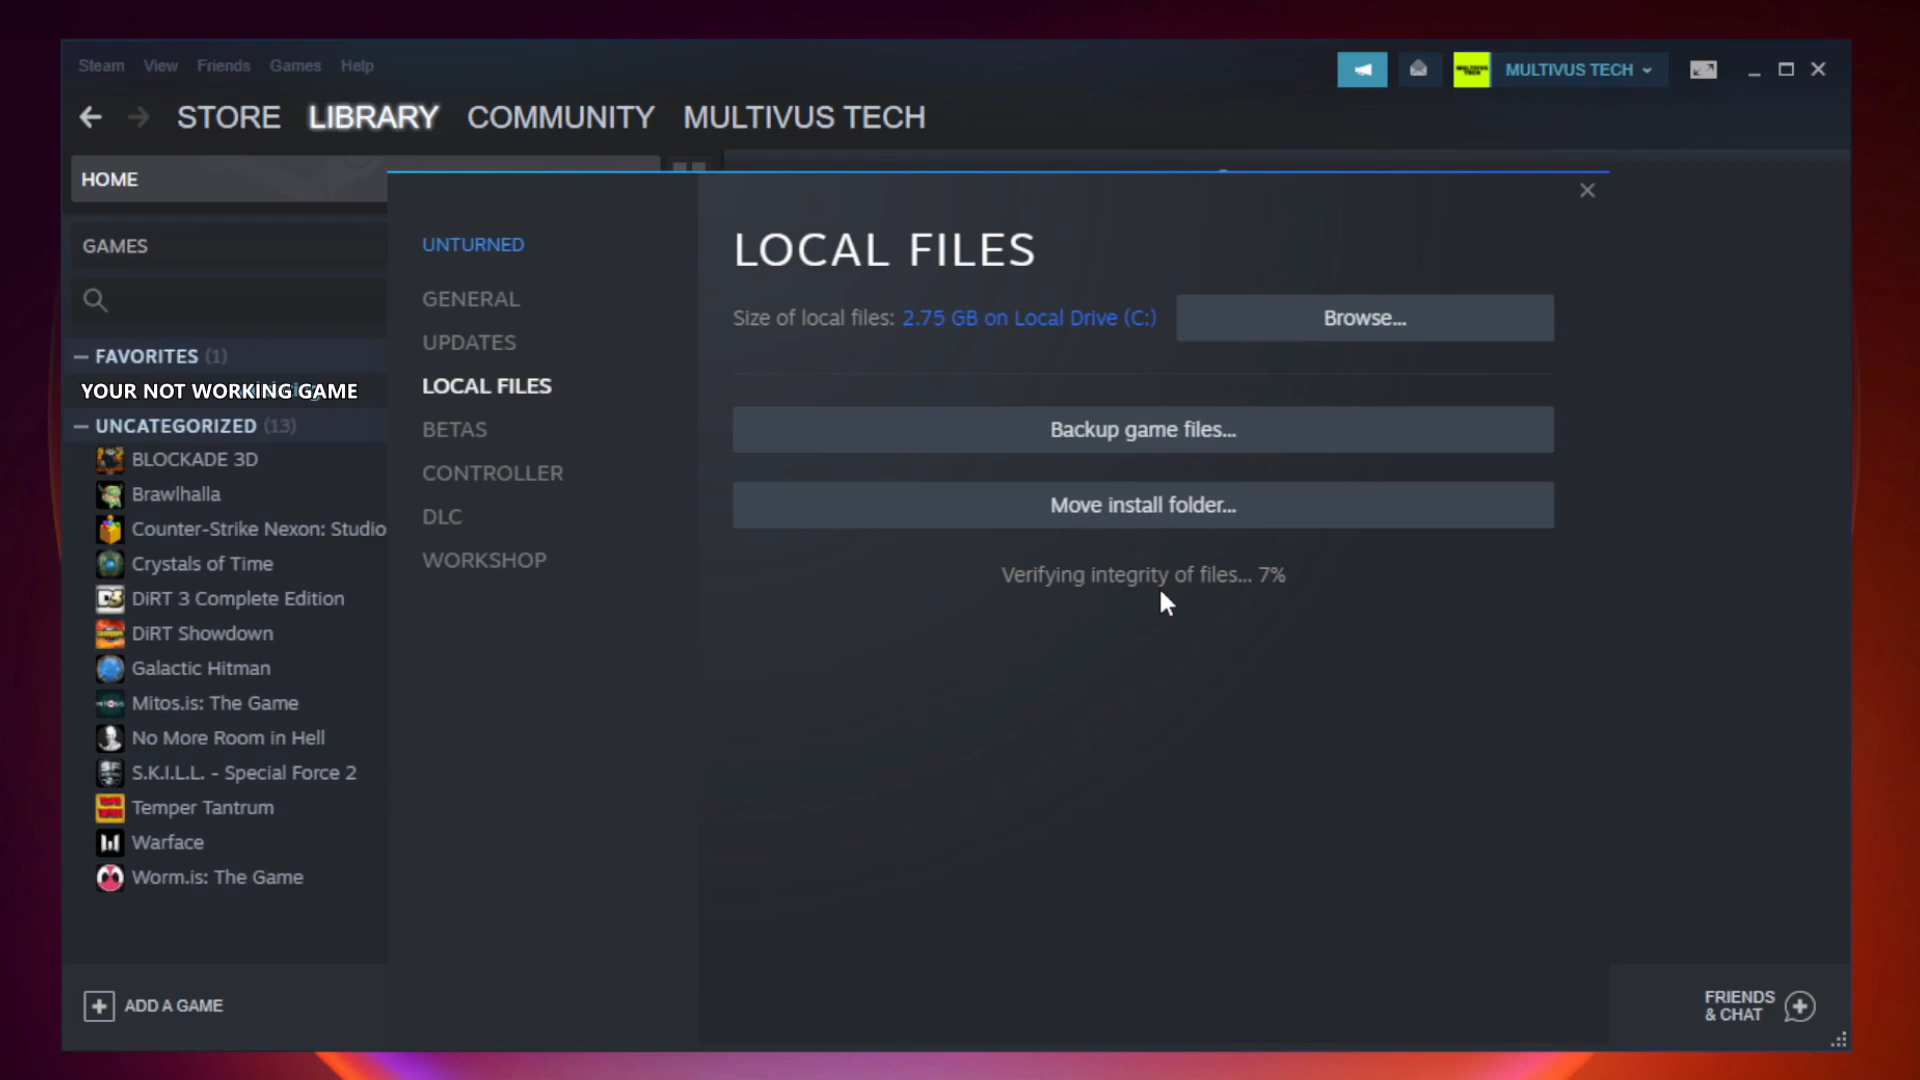 Steam View Friends Games Help
MULTIVUS TECH
STORE LIBRARY COMMUNITY MULTIVUS TECH
HOME
GAMES
— FAVORITES (1)
YOUR NOT WORKING GAME
— UNCATEGORIZED (13)
BLOCKADE 3D
Brawlhalla
Counter-Strike Nexon: Studio
Crystals of Time
DiRT 3 Complete Edition
DiRT Showdown
Galactic Hitman
Mitos.is: The Game
No More Room in Hell
S.K.I.L.L. - Special Force 2
Temper Tantrum
Warface
Worm.is: The Game
ADD A GAME
UNTURNED
GENERAL
UPDATES
LOCAL FILES
BETAS
CONTROLLER
DLC
WORKSHOP
LOCAL FILES
Size of local files: 2.75 GB on Local Drive (C:)
Browse...
Backup game files...
Move install folder...
Verifying integrity of files... 7%
FRIENDS
& CHAT